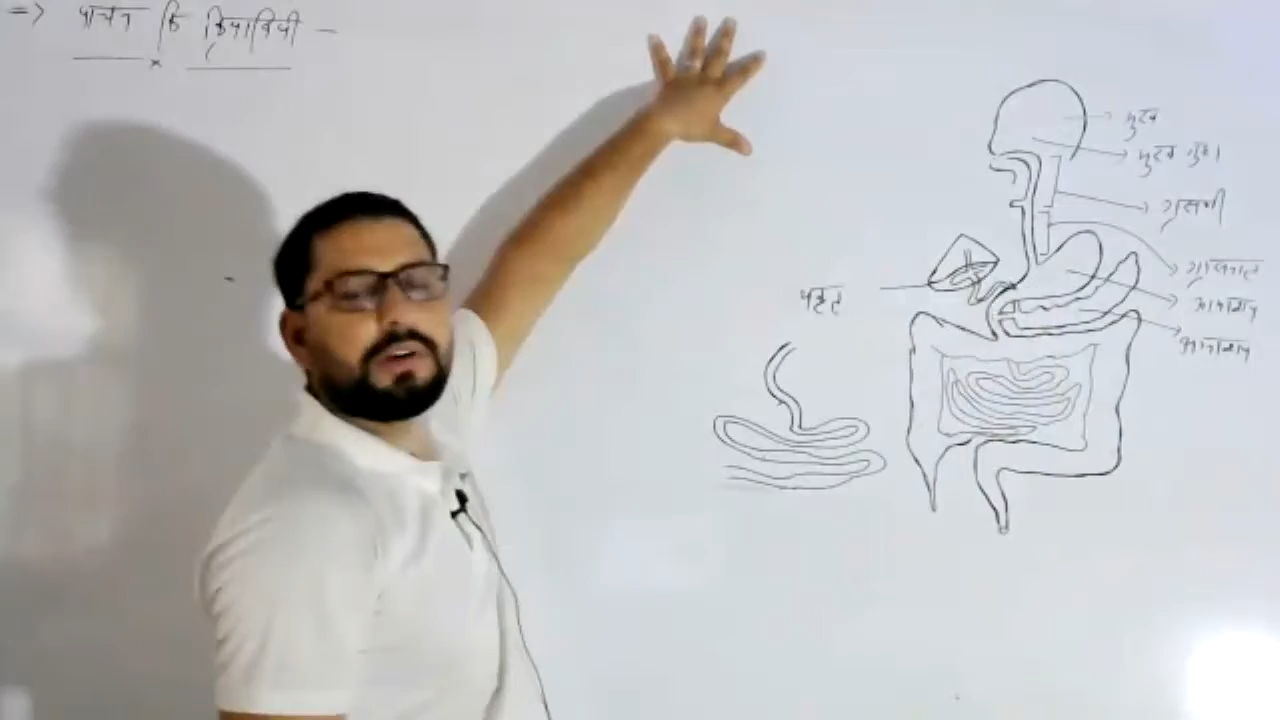 => पाचन कि क्रियाविधी -
मुख
मुख गुहा
ग्रसनी
यकृत
आमाशय